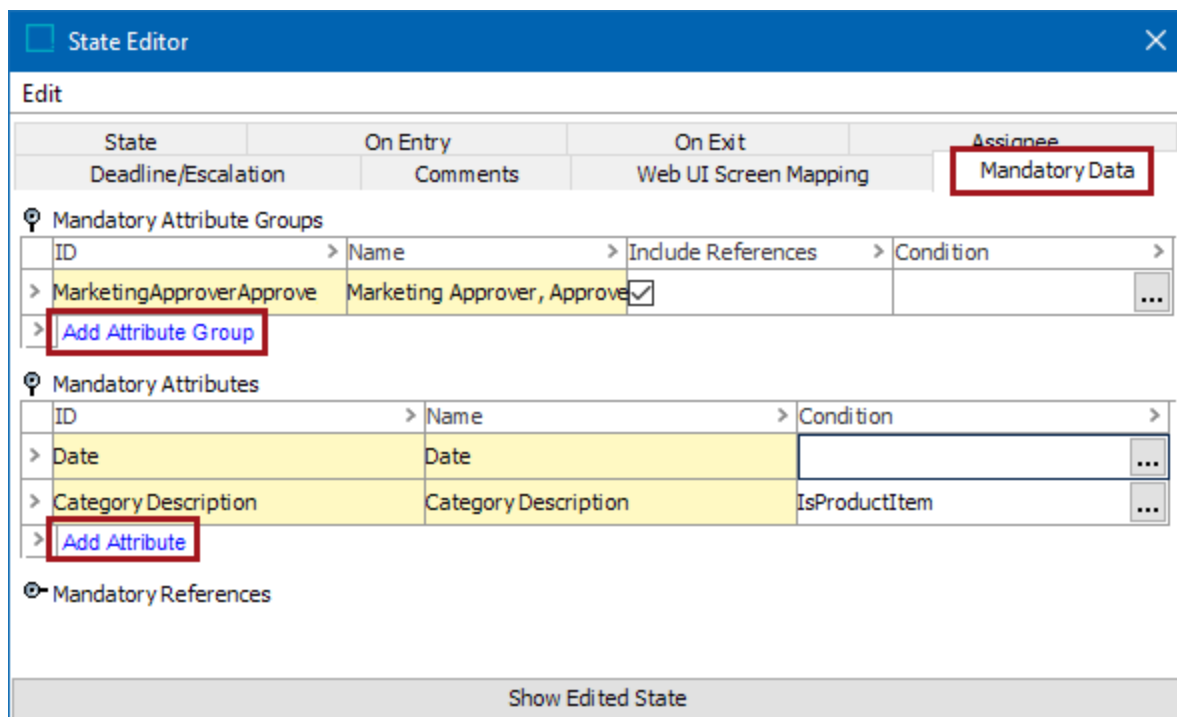 State Editor
Edit
State On Entry On Exit Assignee
Deadline/Escalation Comments Web UI Screen Mapping Mandatory Data
Mandatory Attribute Groups
ID > Name > Include References > Condition >
> MarketingApproverApprove Marketing Approver, Approve ...
> Add Attribute Group
Mandatory Attributes
ID > Name > Condition >
> Date Date ...
> Category Description Category Description IsProductItem ...
> Add Attribute
Mandatory References
Show Edited State